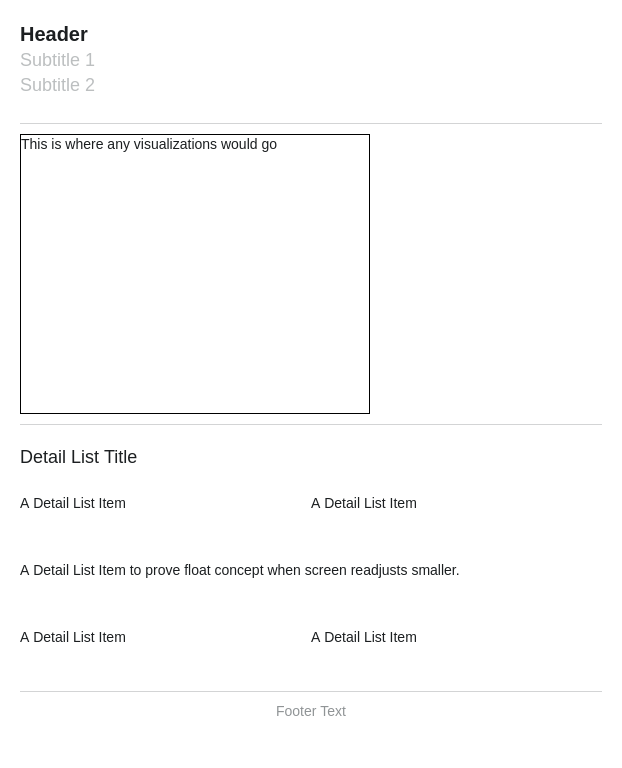 Header
Subtitle 1
Subtitle 2
This is where any visualizations would go
Detail List Title
A Detail List Item
A Detail List Item
A Detail List Item to prove float concept when screen readjusts smaller.
A Detail List Item
A Detail List Item
Footer Text